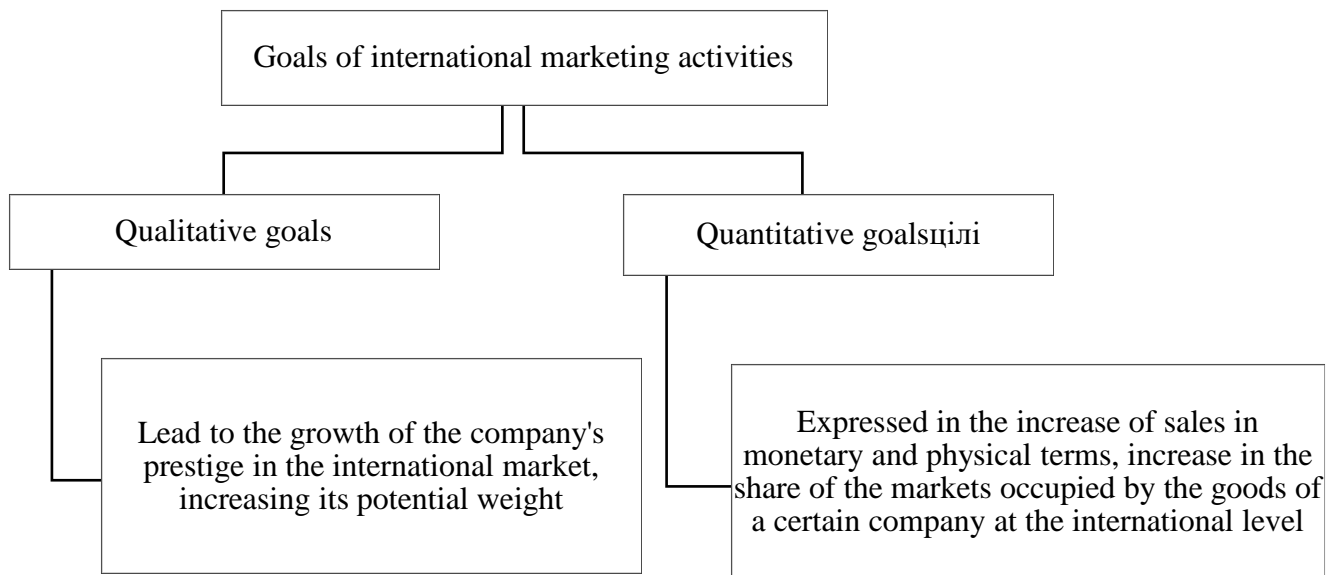 Goals of international marketing activities
Qualitative goals
Quantitative goalsцілі
Lead to the growth of the company's
prestige in the international market,
increasing its potential weight
Expressed in the increase of sales in
monetary and physical terms, increase in the
share of the markets occupied by the goods of
a certain company at the international level